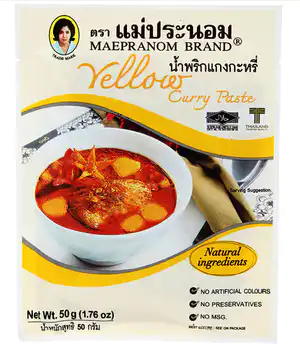 ตรา แม่ประนอม
TRADE MARK
MAEPRANOM BRAND®
น้ำพริกแกงกะหรี่
Yellow
Curry Paste
THAILAND
Serving Suggestion
Natural
ingredients
NO ARTIFICIAL COLOURS
NO PRESERVATIVES
NO MSG.
Net Wt. 50 g (1.76 oz)
น้ำหนักสุทธิ 50 กรัม
SEE ON PACKAGE